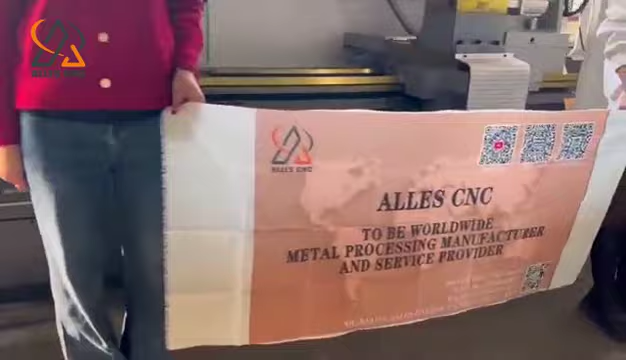 ALLES CNC
ALLES CNC
ALLES CNC
TO BE WORLDWIDE
METAL PROCESSING MANUFACTURER
AND SERVICE PROVIDER